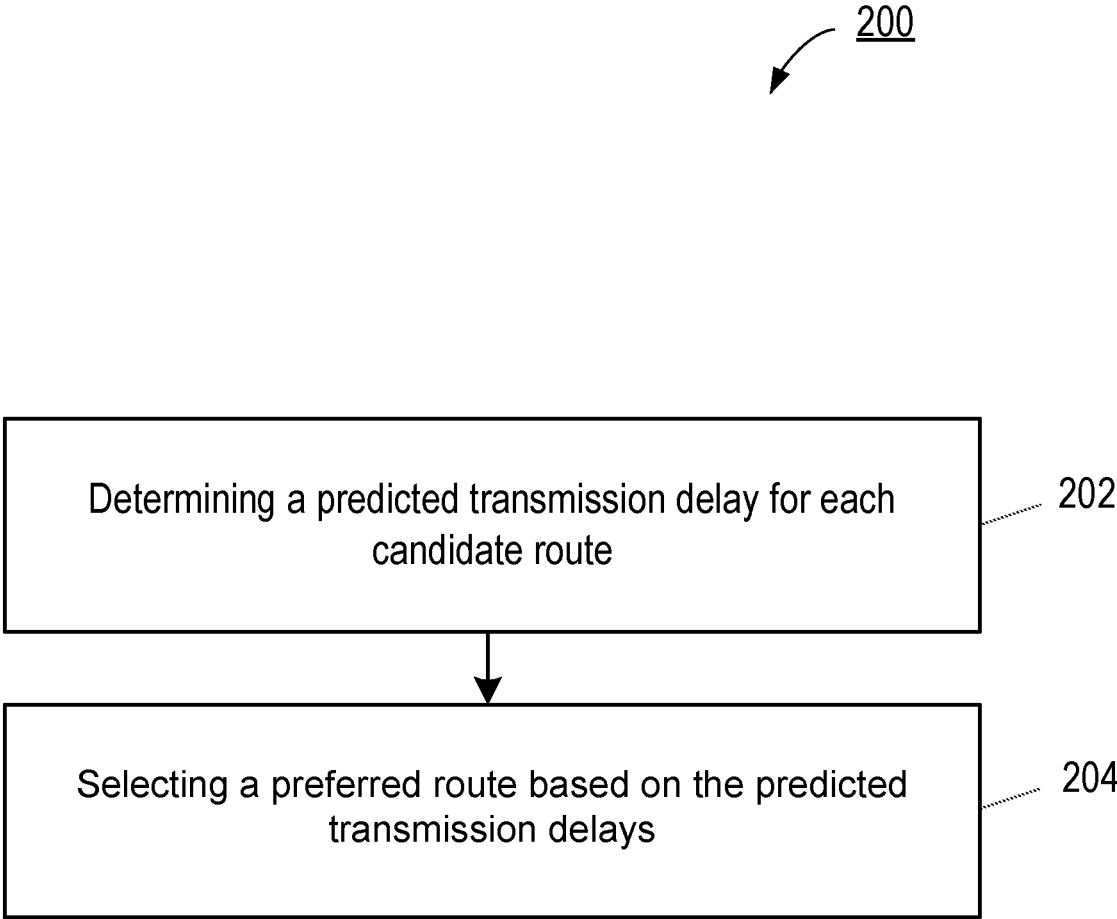 200
Determining a predicted transmission delay for each
candidate route
202
Selecting a preferred route based on the predicted
transmission delays
204